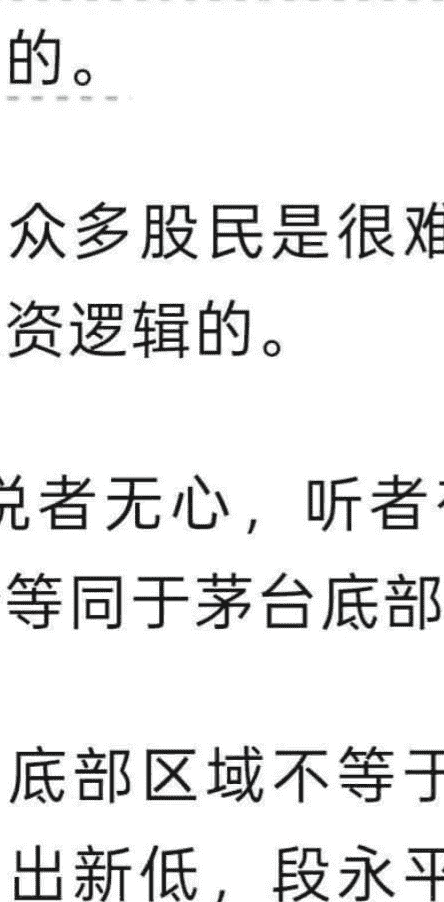 的。
众多股民是很难
资逻辑的。
说者无心，听者
等同于茅台底部
底部区域不等于
出新低，段永平